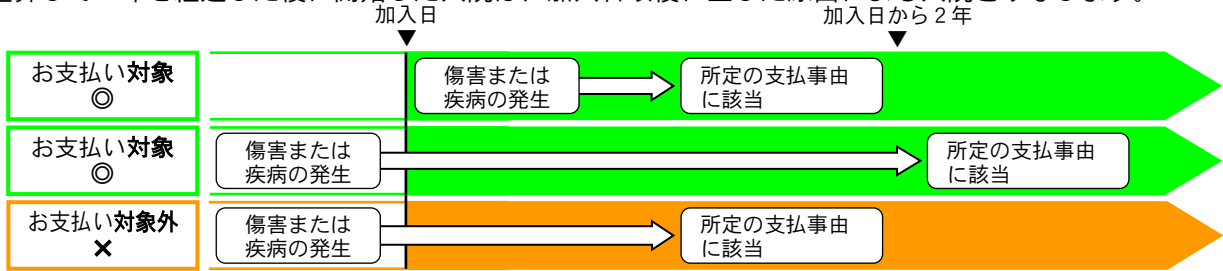 加入日
加入日から２年
▼
▼
お支払い対象
◎
傷害または
疾病の発生
所定の支払事由
に該当
お支払い対象
◎
傷害または
疾病の発生
所定の支払事由
に該当
お支払い対象外
×
傷害または
疾病の発生
所定の支払事由
に該当